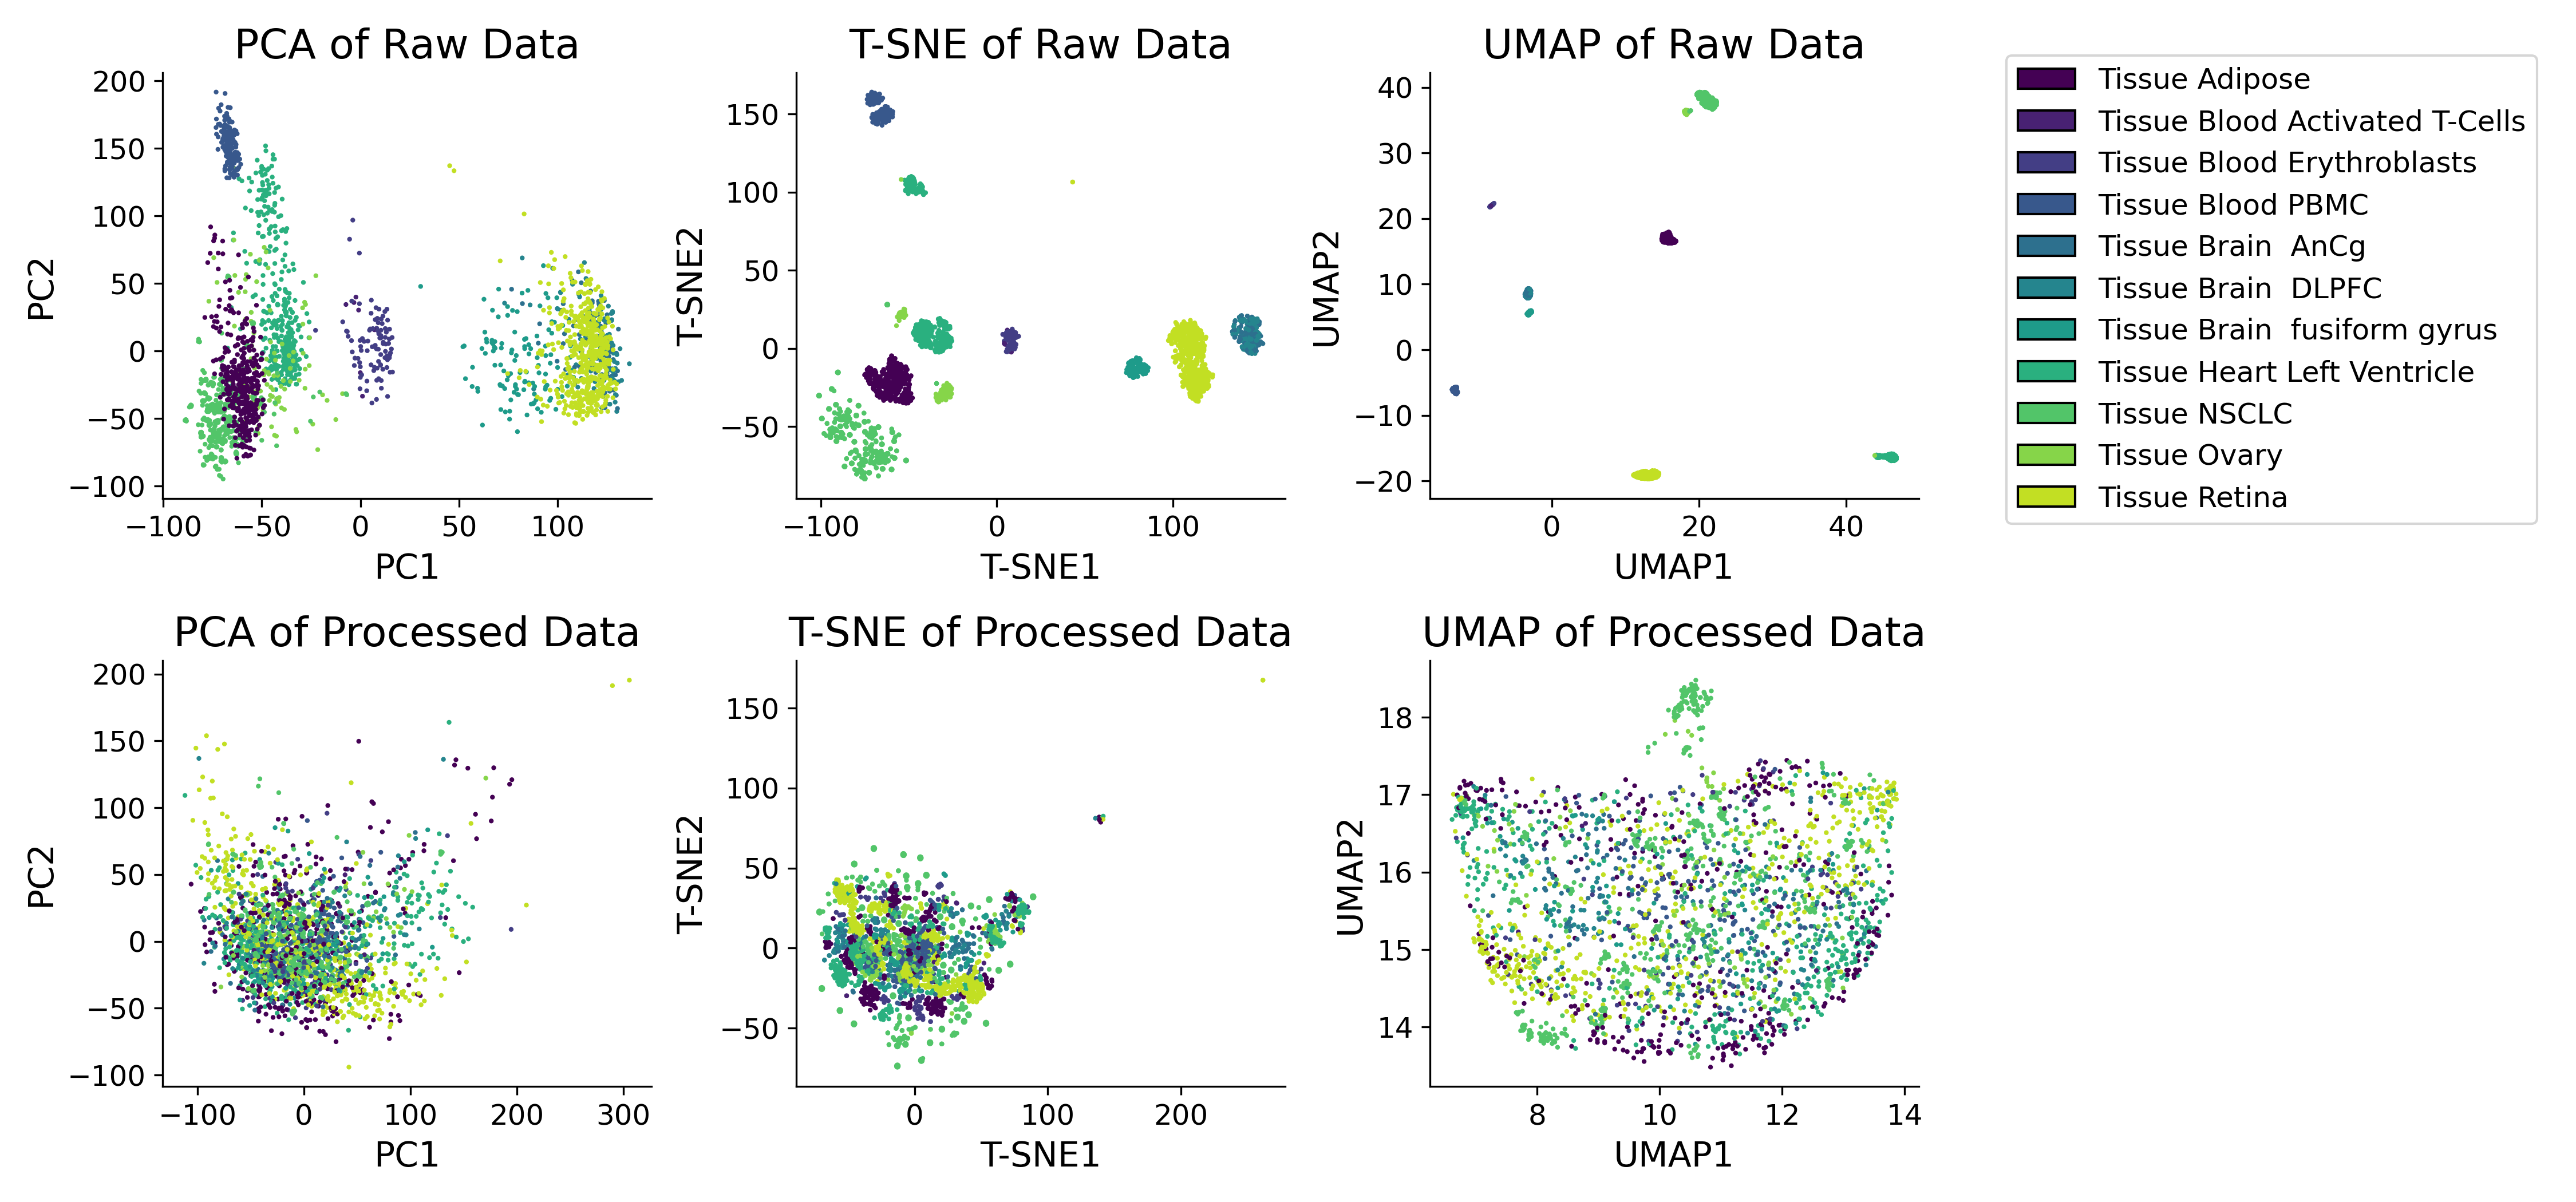 PCA of Raw Data
200
150
100
50
0
−50
−100
PC2
−100
−50
0
50
100
PC1
T-SNE of Raw Data
150
100
50
0
−50
T-SNE2
−100
0
100
T-SNE1
UMAP of Raw Data
40
30
20
10
0
−10
−20
UMAP2
0
20
40
UMAP1
Tissue Adipose
Tissue Blood Activated T-Cells
Tissue Blood Erythroblasts
Tissue Blood PBMC
Tissue Brain  AnCg
Tissue Brain  DLPFC
Tissue Brain  fusiform gyrus
Tissue Heart Left Ventricle
Tissue NSCLC
Tissue Ovary
Tissue Retina
PCA of Processed Data
200
150
100
50
0
−50
−100
PC2
−100
0
100
200
300
PC1
T-SNE of Processed Data
150
100
50
0
−50
T-SNE2
0
100
200
T-SNE1
UMAP of Processed Data
18
17
16
15
14
UMAP2
8
10
12
14
UMAP1